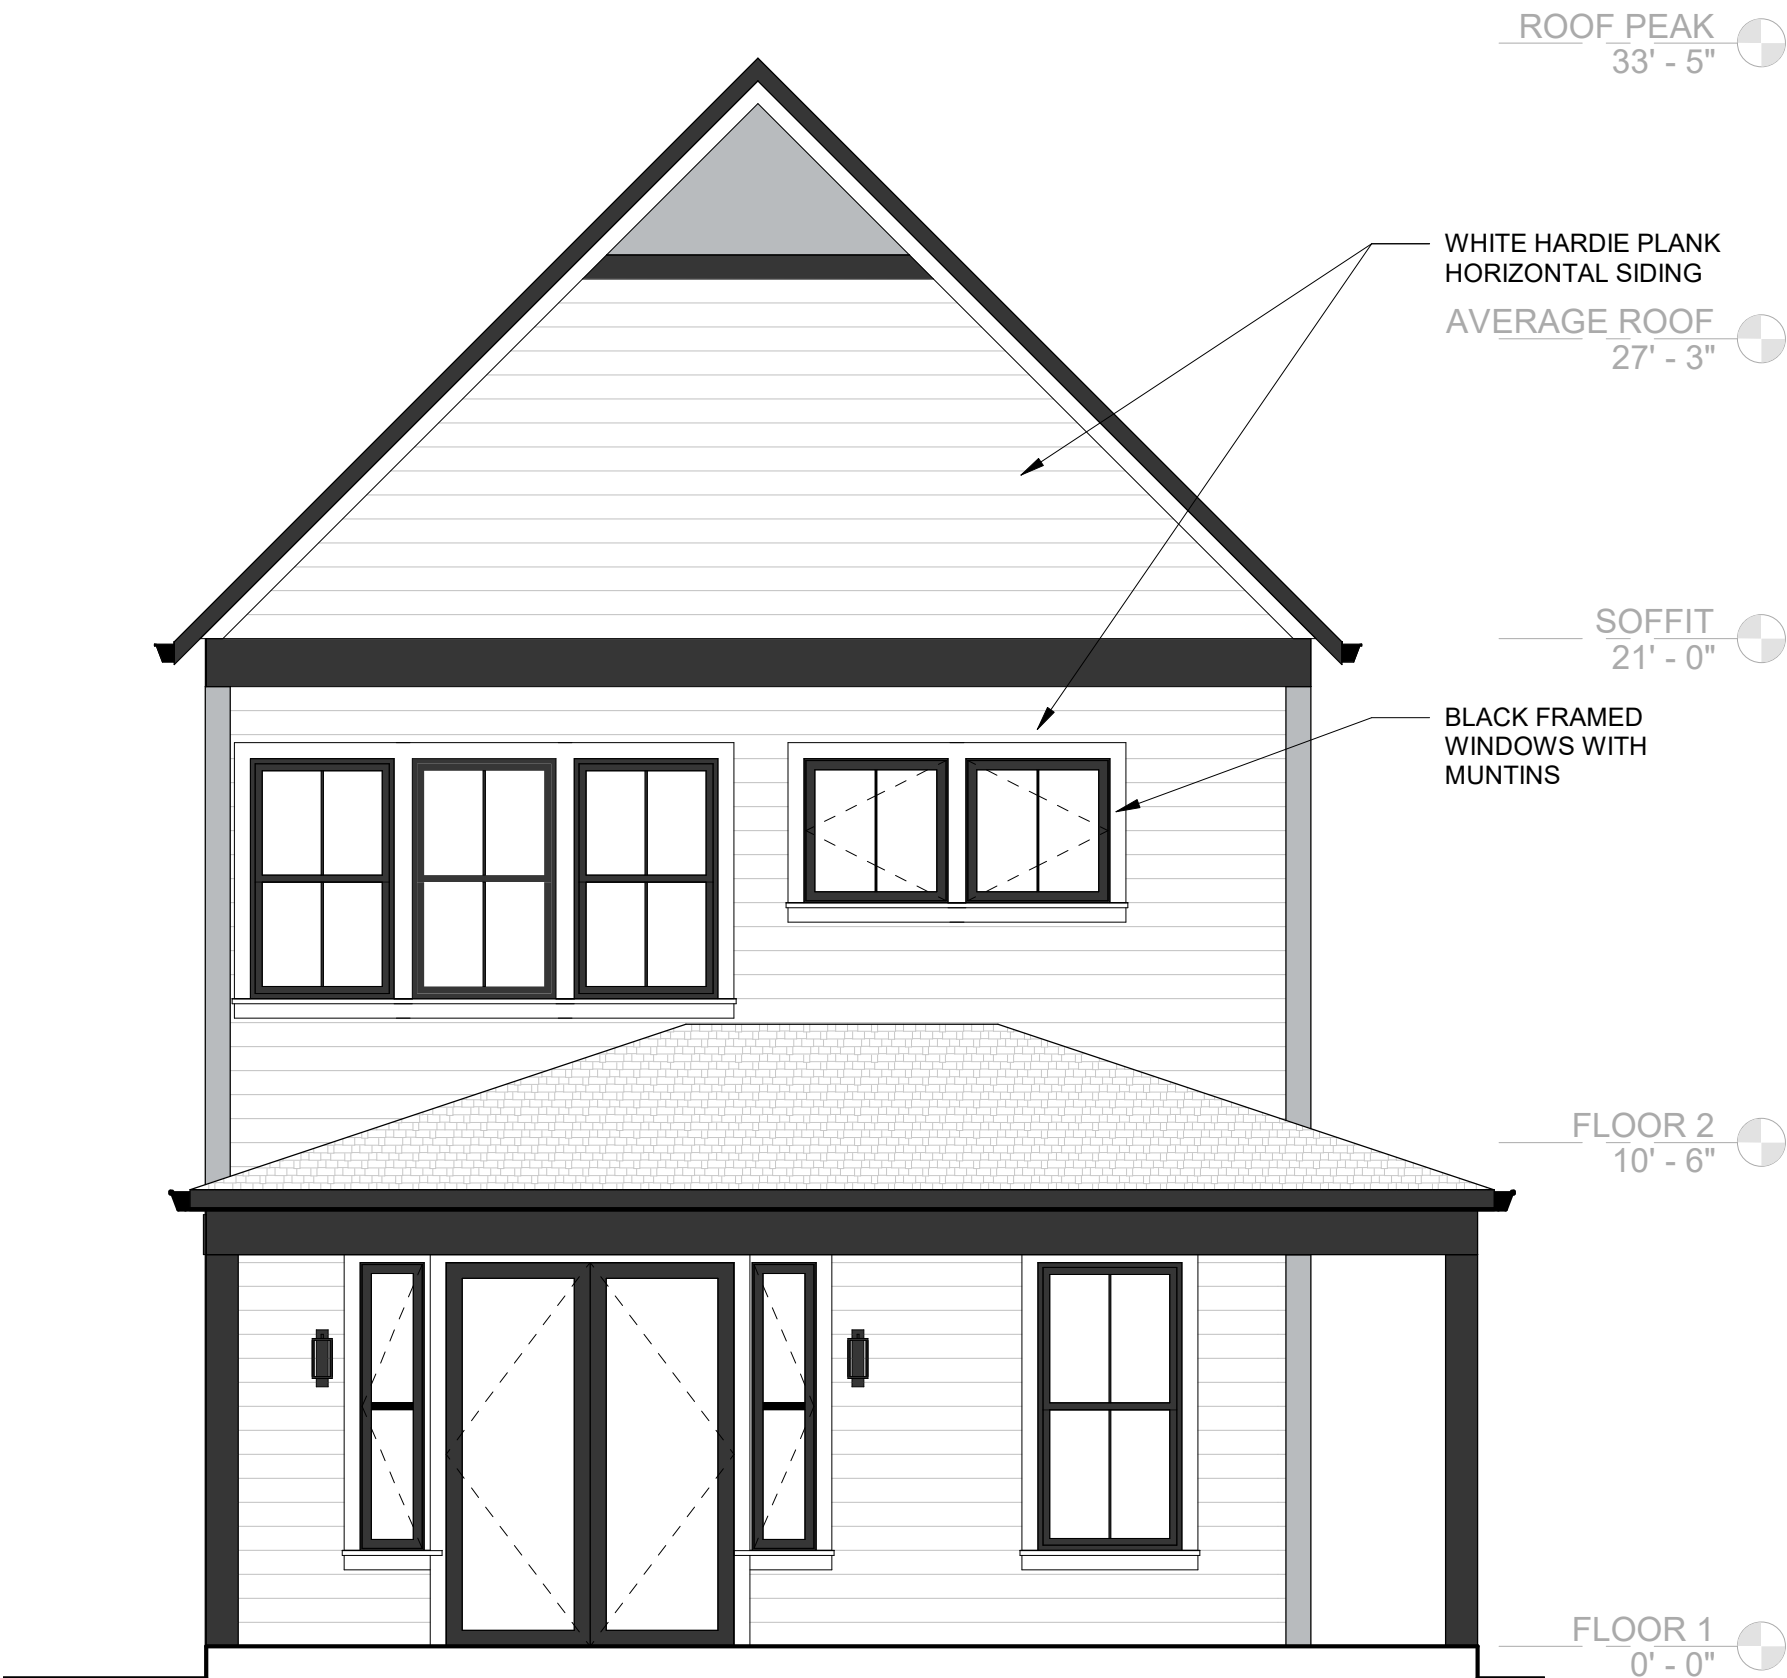 ROOF PEAK
33' - 5"
WHITE HARDIE PLANK
HORIZONTAL SIDING
AVERAGE ROOF
27' - 3"
SOFFIT
21' - 0"
BLACK FRAMED
WINDOWS WITH
MUNTINS
FLOOR 2
10' - 6"
FLOOR 1
0' - 0"